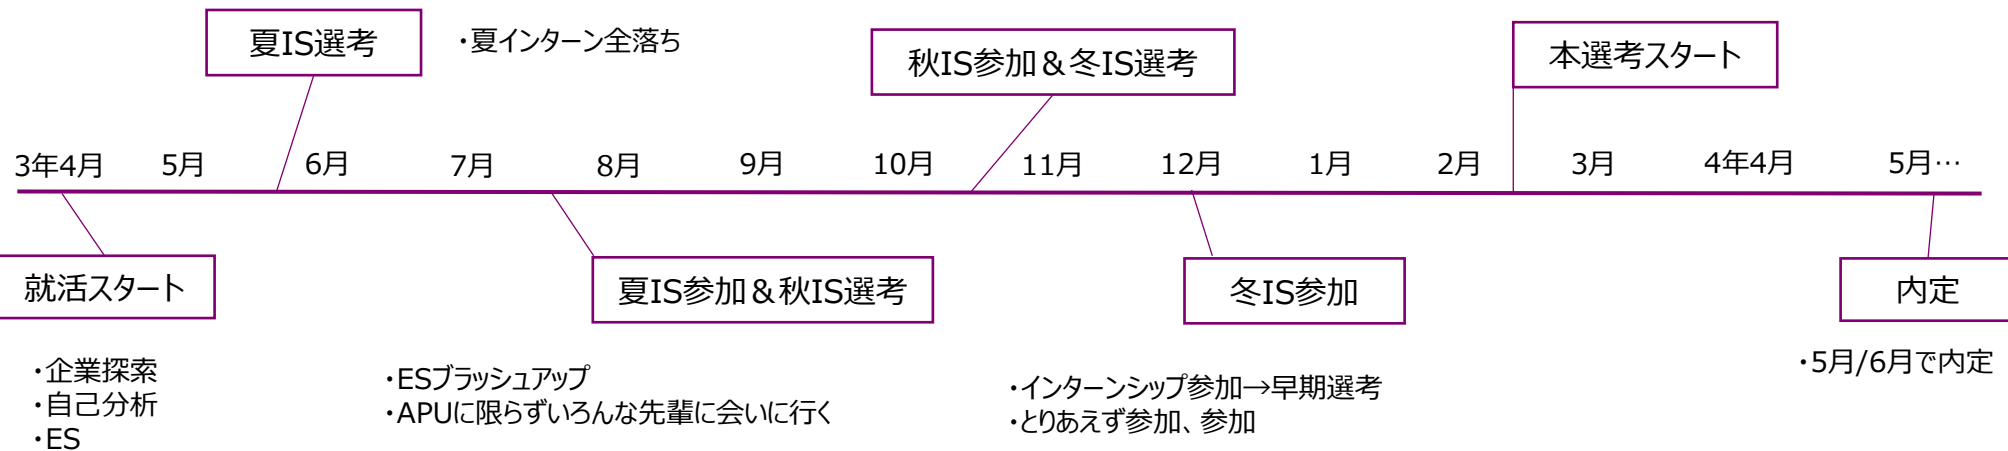 夏IS選考
・夏インターン全落ち
秋IS参加＆冬IS選考
本選考スタート
3年4月 5月 6月 7月 8月 9月 10月 11月 12月 1月 2月 3月 4年4月 5月…
就活スタート
夏IS参加＆秋IS選考
冬IS参加
内定
・企業探索
・自己分析
・ES
・ESブラッシュアップ
・APUに限らずいろんな先輩に会いに行く
・インターンシップ参加→早期選考
・とりあえず参加、参加
・5月/6月で内定